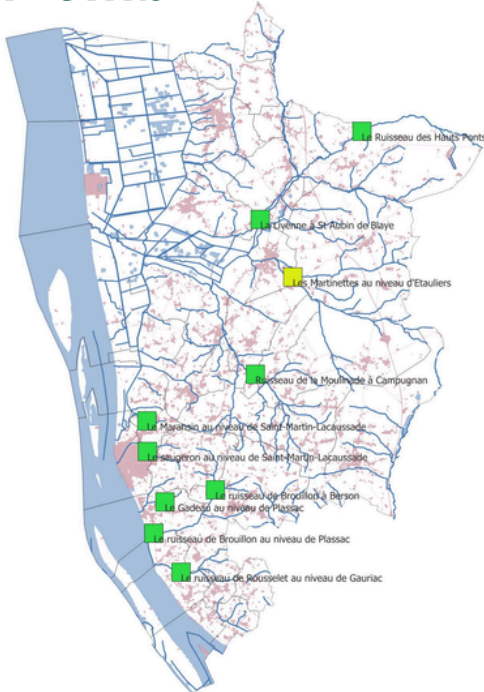 Le Ruisseau des Hauts Ponts
La Livenne à St Aubin de Blaye
Les Martinettes au niveau d'Etauliers
Ruisseau de la Moulinade à Campugnan
Le Maransin au niveau de Saint-Martin-Lacaussade
Le saugeron au niveau de Saint-Martin-Lacaussade
Le ruisseau de Brouillon à Berson
Le Gadeau au niveau de Plassac
Le ruisseau de Brouillon au niveau de Plassac
Le ruisseau de Rousselet au niveau de Gauriac